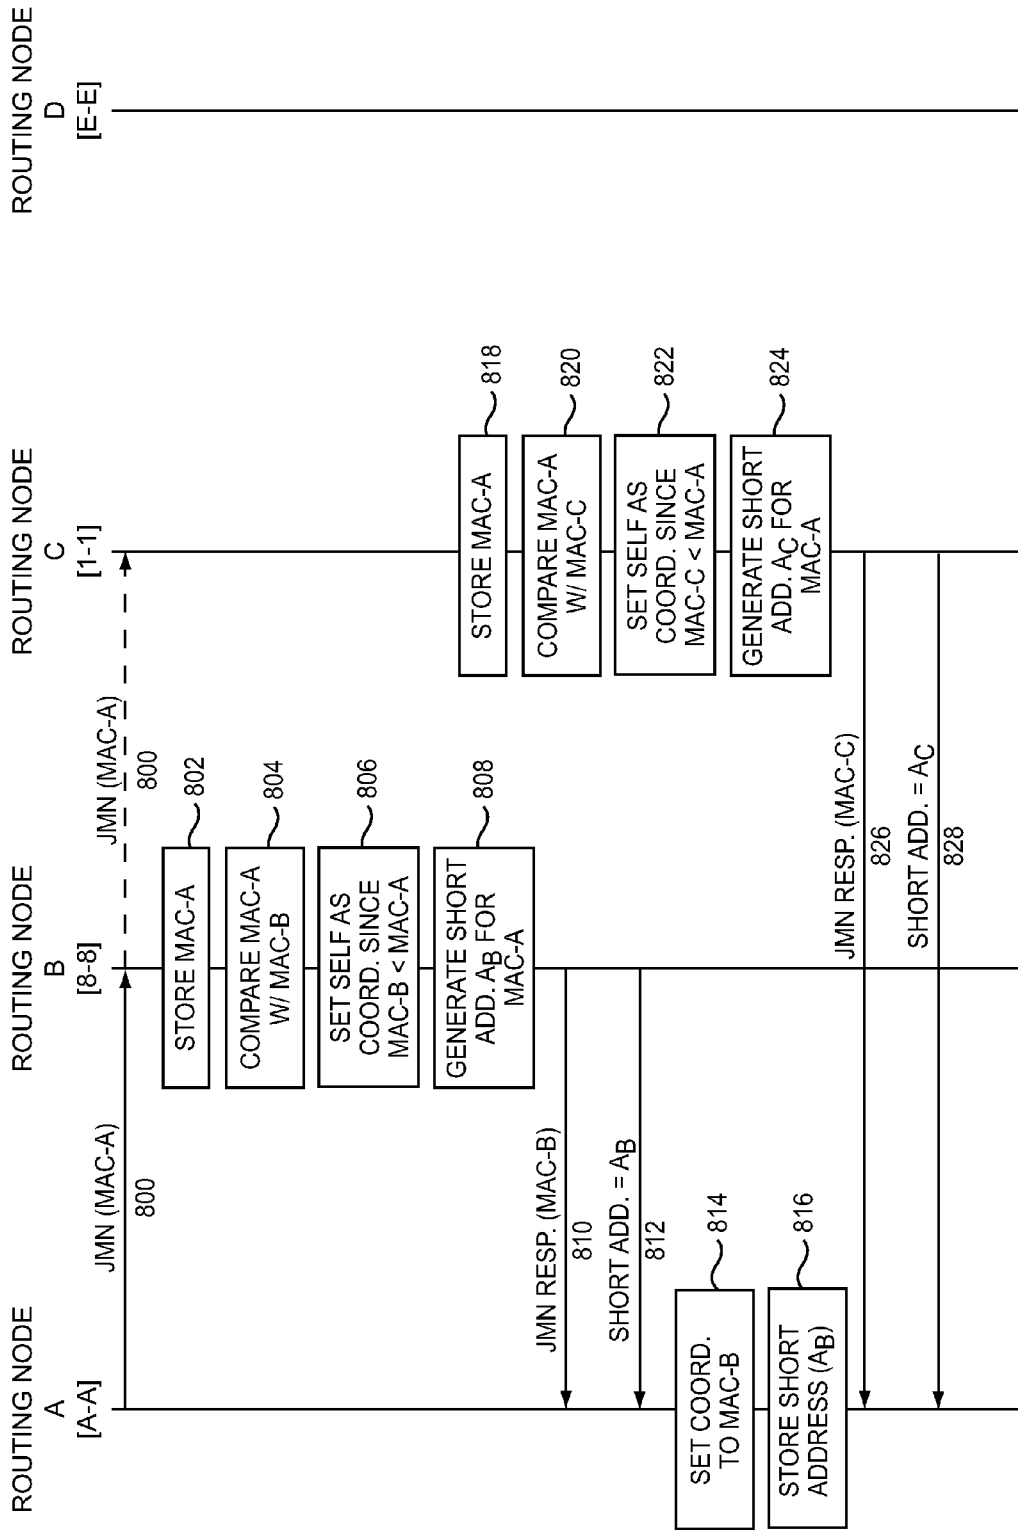 ROUTING NODE
A
[A-A]
ROUTING NODE
B
[8-8]
ROUTING NODE
C
[1-1]
ROUTING NODE
D
[E-E]
JMN (MAC-A)
800
JMN (MAC-A)
800
STORE MAC-A
802
COMPARE MAC-A
W/ MAC-B
804
SET SELF AS
COORD. SINCE
MAC-B < MAC-A
806
GENERATE SHORT
ADD. AB FOR
MAC-A
808
JMN RESP. (MAC-B)
810
SHORT ADD. = AB
812
SET COORD.
TO MAC-B
814
STORE SHORT
ADDRESS (AB)
816
STORE MAC-A
818
COMPARE MAC-A
W/ MAC-C
820
SET SELF AS
COORD. SINCE
MAC-C < MAC-A
822
GENERATE SHORT
ADD. AC FOR
MAC-A
824
JMN RESP. (MAC-C)
826
SHORT ADD. = AC
828